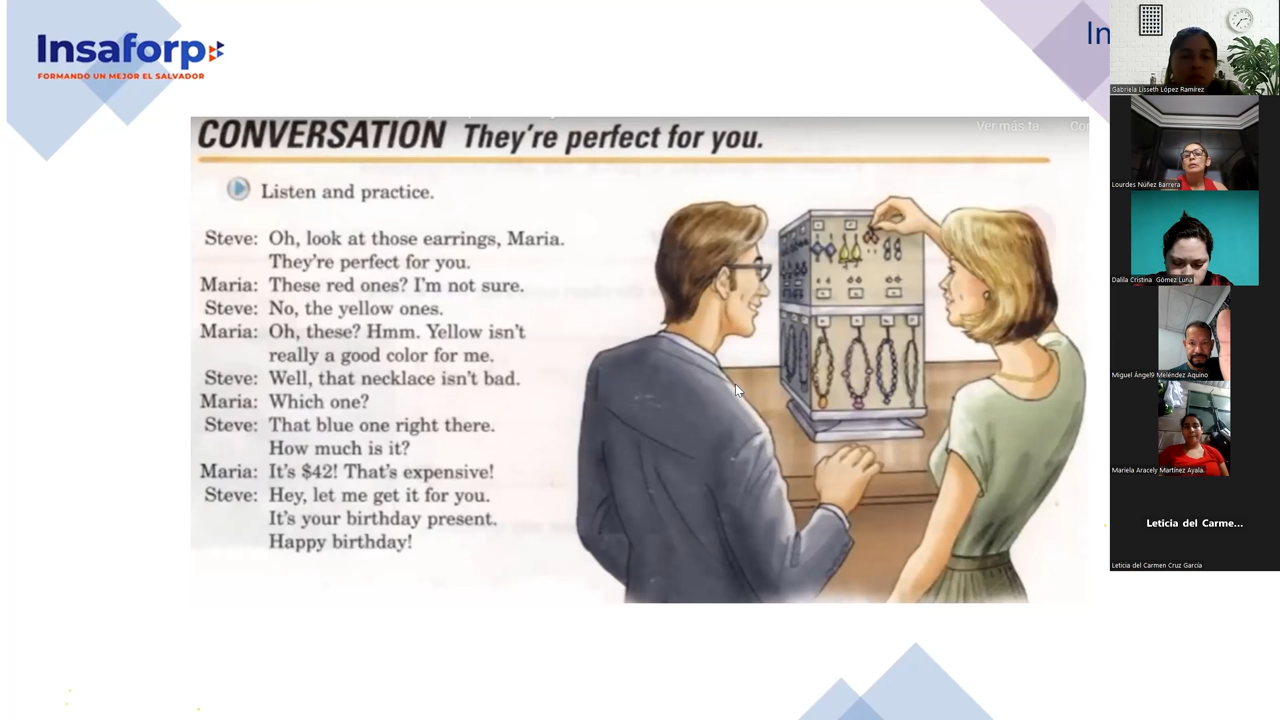 Insaforp
FORMANDO UN MEJOR EL SALVADOR
In
CONVERSATION They're perfect for you.
Ver más ta...
Listen and practice.
Steve: Oh, look at those earrings, Maria.
They're perfect for you.
Maria: These red ones? I'm not sure.
Steve: No, the yellow ones.
Maria: Oh, these? Hmm. Yellow isn't
really a good color for me.
Steve: Well, that necklace isn't bad.
Maria: Which one?
Steve: That blue one right there.
How much is it?
Maria: It's $42! That's expensive!
Steve: Hey, let me get it for you.
It's your birthday present.
Happy birthday!
Gabriela Lisseth López Ramírez
Lourdes Núñez Barrera
Dalila Cristina Gómez Luna
Miguel Ángel9 Meléndez Aquino
Mariela Aracely Martínez Ayala.
Leticia del Carme...
Leticia del Carmen Cruz García